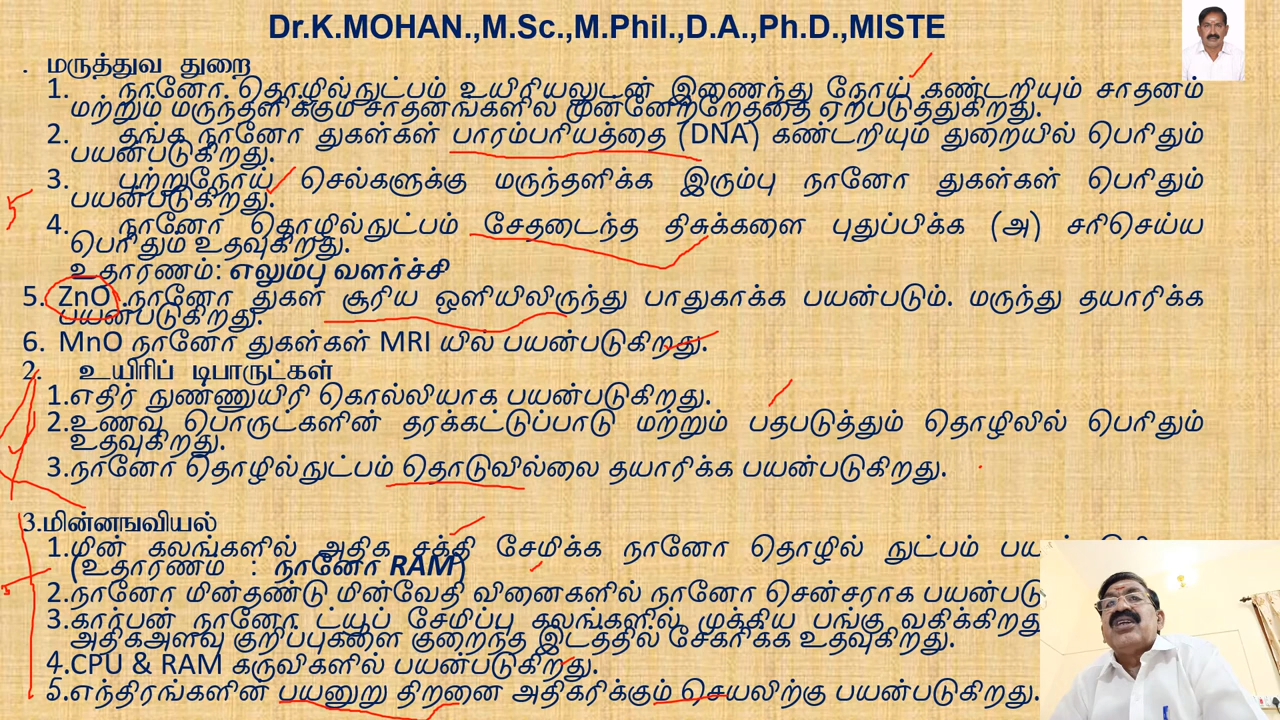 Dr.K.MOHAN.,M.Sc.,M.Phil.,D.A.,Ph.D.,MISTE
. மருத்துவ துறை
1. . நானோ தொழில்நுட்பம் உயிரியலுடன் இணைந்து நோய் கண்டறியும் சாதனம்
மற்றும் மருந்தளிக்கும் சாதனங்களில் முன்னேற்றேத்தை ஏற்படுத்துகிறது.
2. தங்க நானோ துகள்கள் பாரம்பரியத்தை (DNA) கண்டறியும் துறையில் பெரிதும்
பயன்படுகிறது.
3. புற்றுநோய் செல்களுக்கு மருந்தளிக்க இரும்பு நானோ துகள்கள் பெரிதும்
பயன்படுகிறது.
4. நானோ தொழில்நுட்பம் சேதடைந்த திசுக்களை புதுப்பிக்க (அ) சரிசெய்ய
பெரிதும் உதவுகிறது.
உதாரணம்: எலும்பு வளர்ச்சி
5. ZnO நானோ துகள் சூரிய ஒளியிலிருந்து பாதுகாக்க பயன்படும். மருந்து தயாரிக்க
பயன்படுகிறது.
6. MnO நானோ துகள்கள் MRI யில் பயன்படுகிறது.
2. உயிரிப் டிபாருட்கள்
1.எதிர் நுண்ணுயிரி கொல்லியாக பயன்படுகிறது.
2.உணவு பொருட்களின் தரக்கட்டுப்பாடு மற்றும் பதபடுத்தும் தொழிலில் பெரிதும்
உதவுகிறது.
3.நானோ தொழில்நுட்பம் தொடுவில்லை தயாரிக்க பயன்படுகிறது.
3.மின்னஙவியல்
1.மின் கலங்களில் அதிக சக்தி சேமிக்க நானோ தொழில் நுட்பம்
(உதாரணம் : நானோ RAM)
2.நானோ மின்தண்டு மின்வேதி வினைகளில் நானோ சென்சராக பயன்படு
3.கார்பன் நானோ ட்யூப் சேமிப்பு கலங்களில் முக்கிய பங்கு வகிக்கிறது
அதிகஅளவு குறிப்புகளை குறைந்த இடத்தில் சேகரிக்க உதவுகிறது.
4.CPU & RAM கருவிகளில் பயன்படுகிறது.
5.எந்திரங்களின் பயனுறு திறனை அதிகரிக்கும் செயலிற்கு பயன்படுகிறது.